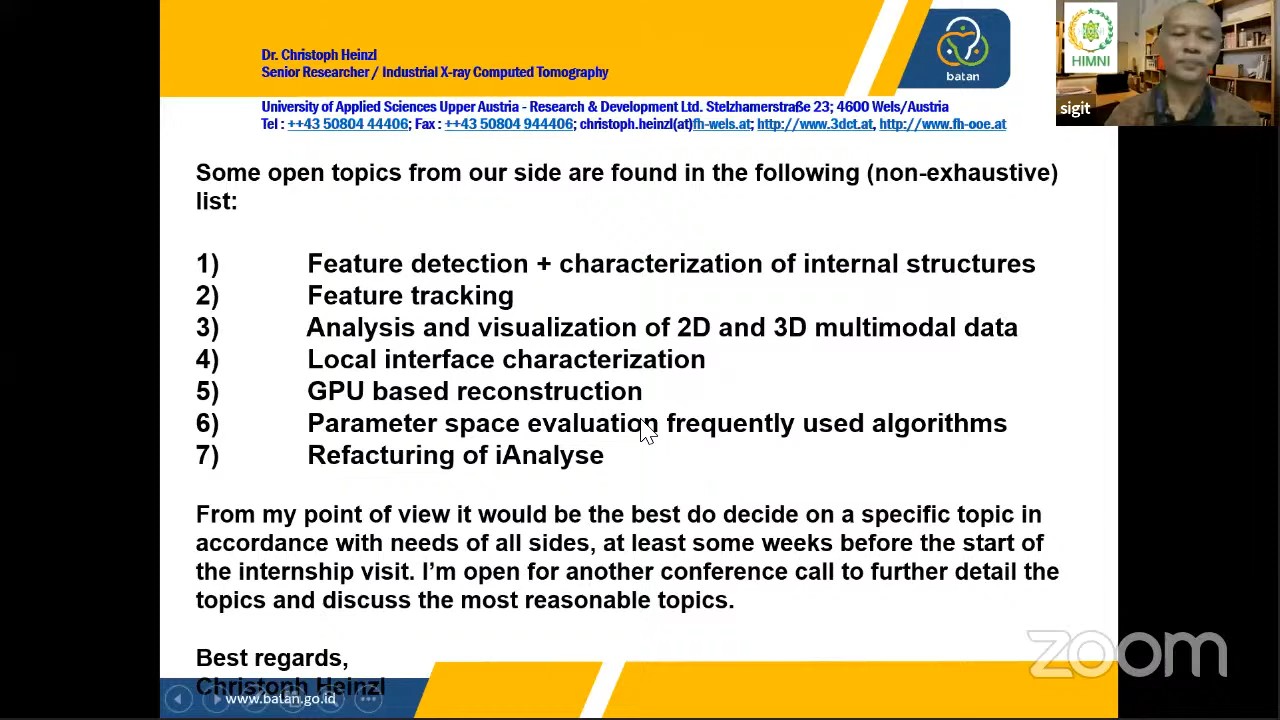 Dr. Christoph Heinzl
Senior Researcher / Industrial X-ray Computed Tomography
University of Applied Sciences Upper Austria - Research & Development Ltd. Stelzhamerstraße 23; 4600 Wels/Austria
Tel : ++43 50804 44406; Fax : ++43 50804 944406; christoph.heinzl(at)fh-wels.at; http://www.3dct.at, http://www.fh-ooe.at
batan
HIMNI
sigit
Some open topics from our side are found in the following (non-exhaustive)
list:
1) Feature detection + characterization of internal structures
2) Feature tracking
3) Analysis and visualization of 2D and 3D multimodal data
4) Local interface characterization
5) GPU based reconstruction
6) Parameter space evaluation frequently used algorithms
7) Refacturing of iAnalyse
From my point of view it would be the best do decide on a specific topic in
accordance with needs of all sides, at least some weeks before the start of
the internship visit. I'm open for another conference call to further detail the
topics and discuss the most reasonable topics.
Best regards,
Christoph Heinzl
www.batan.go.id
zoom